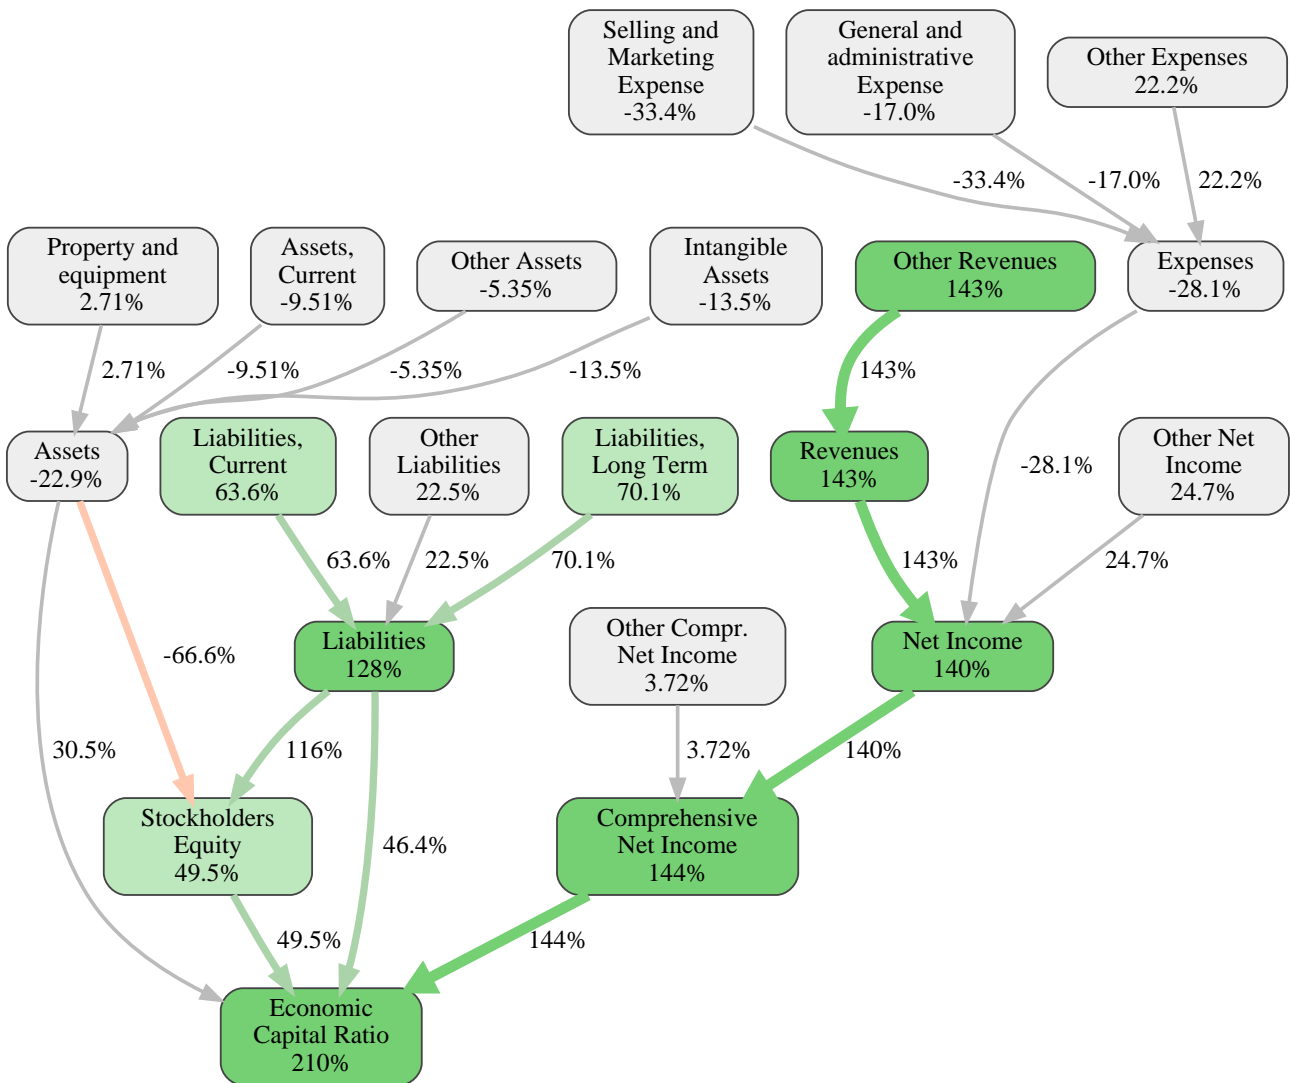 Selling and
Marketing
Expense
-33.4%
General and
administrative
Expense
-17.0%
Other Expenses
22.2%
-33.4%
-17.0%
22.2%
Property and
equipment
2.71%
Assets,
Current
-9.51%
Other Assets
-5.35%
Intangible
Assets
-13.5%
Other Revenues
143%
Expenses
-28.1%
2.71%
-9.51%
-5.35%
-13.5%
143%
Assets
-22.9%
Liabilities,
Current
63.6%
Other
Liabilities
22.5%
Liabilities,
Long Term
70.1%
Revenues
143%
-28.1%
Other Net
Income
24.7%
63.6%
22.5%
70.1%
143%
24.7%
-66.6%
Liabilities
128%
Other Compr.
Net Income
3.72%
Net Income
140%
30.5%
116%
3.72%
140%
Stockholders
Equity
49.5%
46.4%
Comprehensive
Net Income
144%
49.5%
144%
Economic
Capital Ratio
210%